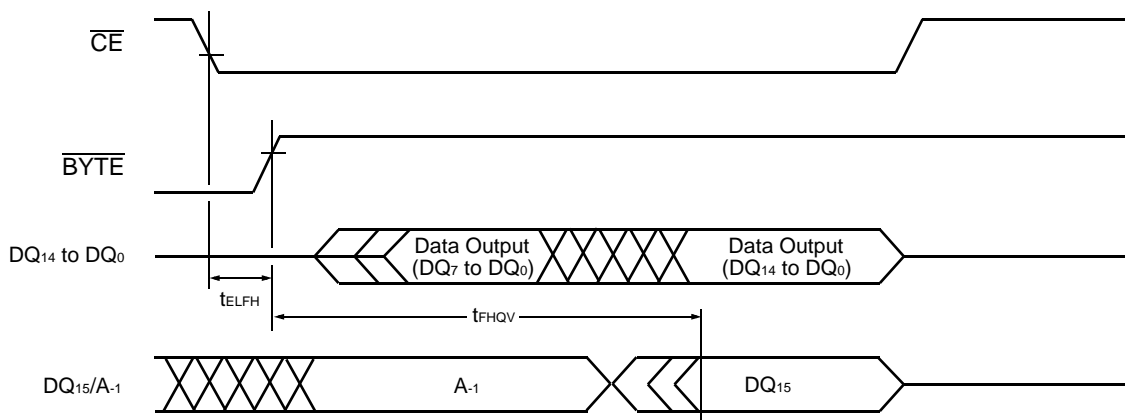 CE
BYTE
DQ14 to DQ0
Data Output
(DQ7 to DQ0)
Data Output
(DQ14 to DQ0)
tELFH
tFHQV
DQ15/A-1
A-1
DQ15